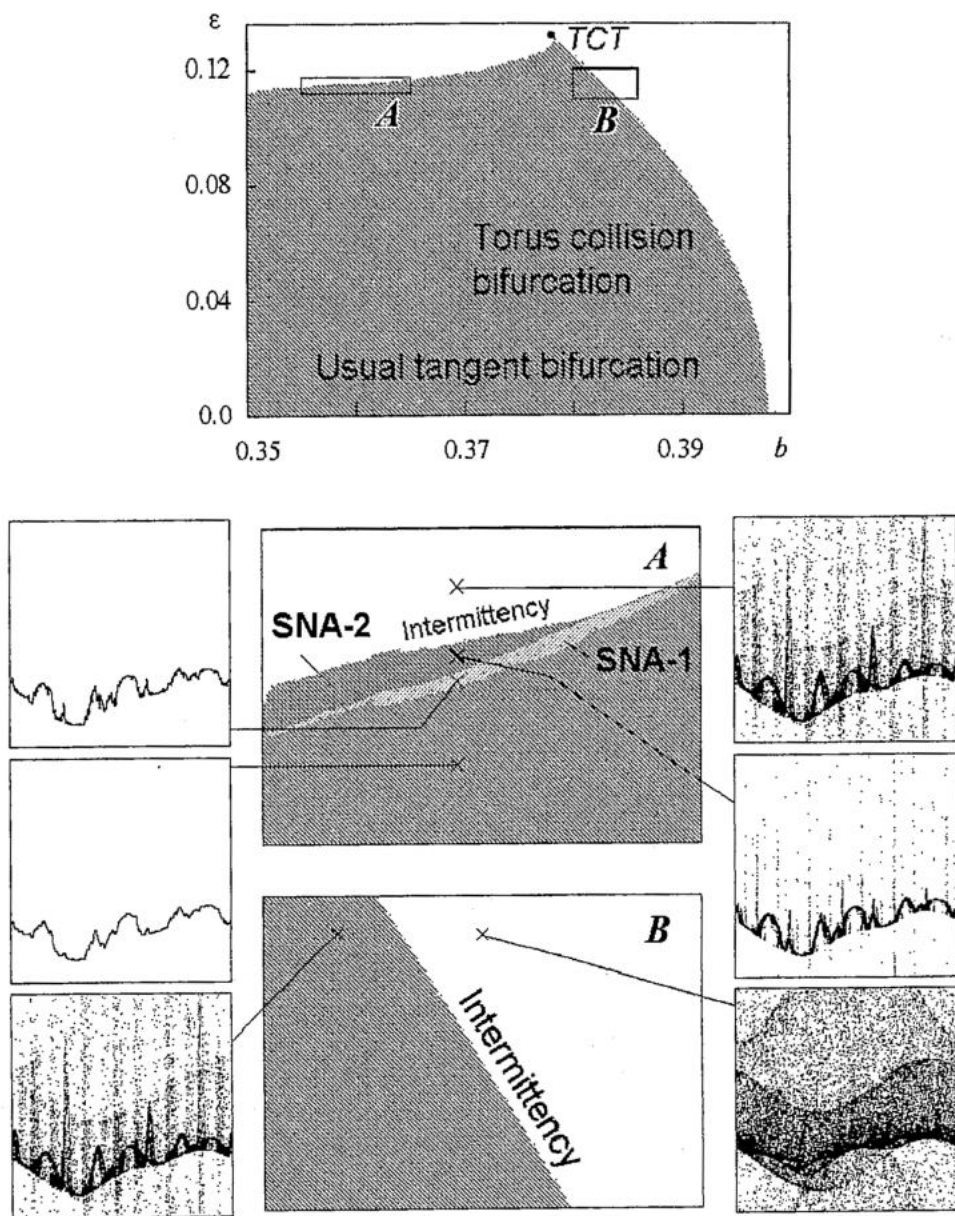 ε
TCT
0.12
A
B
0.08
Torus collision
bifurcation
0.04
Usual tangent bifurcation
0.0
0.35
0.37
0.39
b
A
SNA-2
Intermittency
SNA-1
B
Intermittency